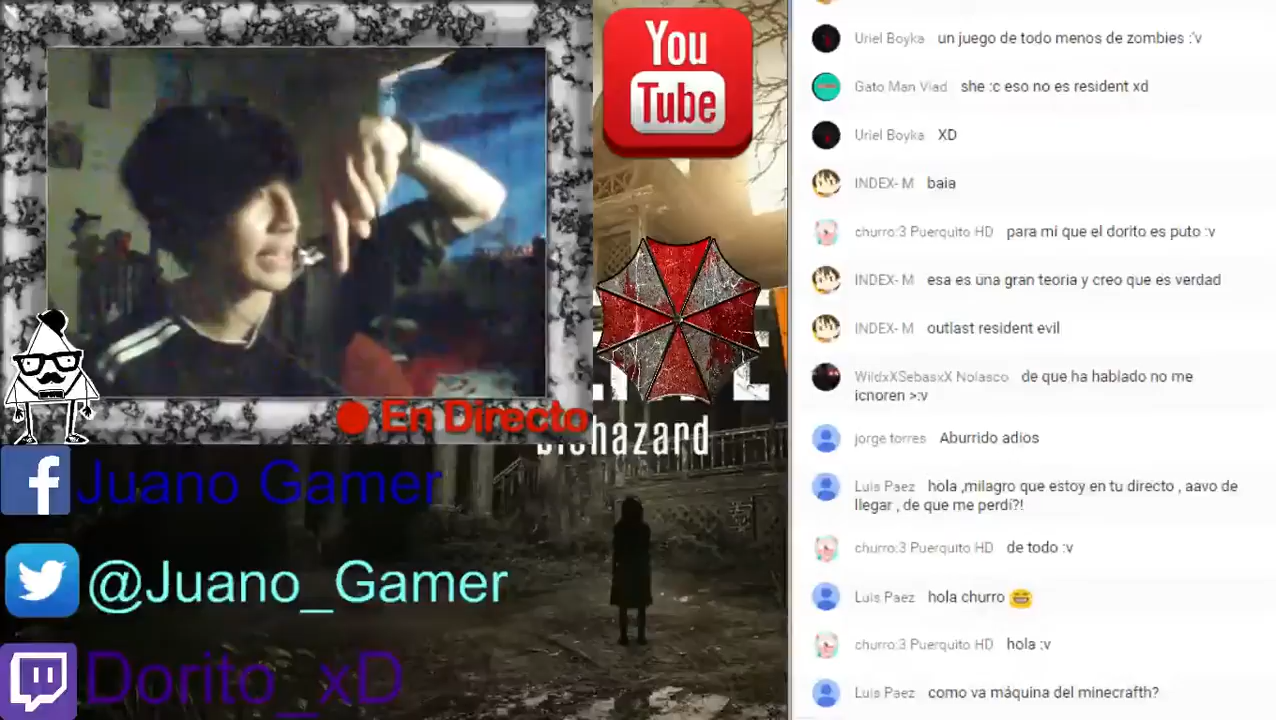 You
Tube
En Directo
biohazard
Juano Gamer
@Juano_Gamer
Dorito_xD
Uriel Boyka un juego de todo menos de zombies :'v
Gato Man Vlad she :c eso no es resident xd
Uriel Boyka XD
INDEX- M baia
churro:3 Puerquito HD para mi que el dorito es puto :v
INDEX- M esa es una gran teoria y creo que es verdad
INDEX- M outlast resident evil
WildxXSebasxX Nolasco de que ha hablado no me
icnoren >:v
jorge torres Aburrido adios
Luis Paez hola ,milagro que estoy en tu directo , aavo de
llegar , de que me perdi?!
churro:3 Puerquito HD de todo :v
Luis Paez hola churro 😄
churro:3 Puerquito HD hola :v
Luis Paez como va máquina del minecrafth?